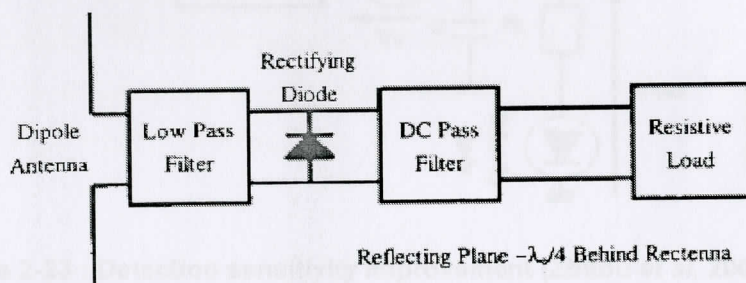 Rectifying
Diode
Dipole
Antenna
Low Pass
Filter
DC Pass
Filter
Resistive
Load
Reflecting Plane ~λ₀/4 Behind Rectenna